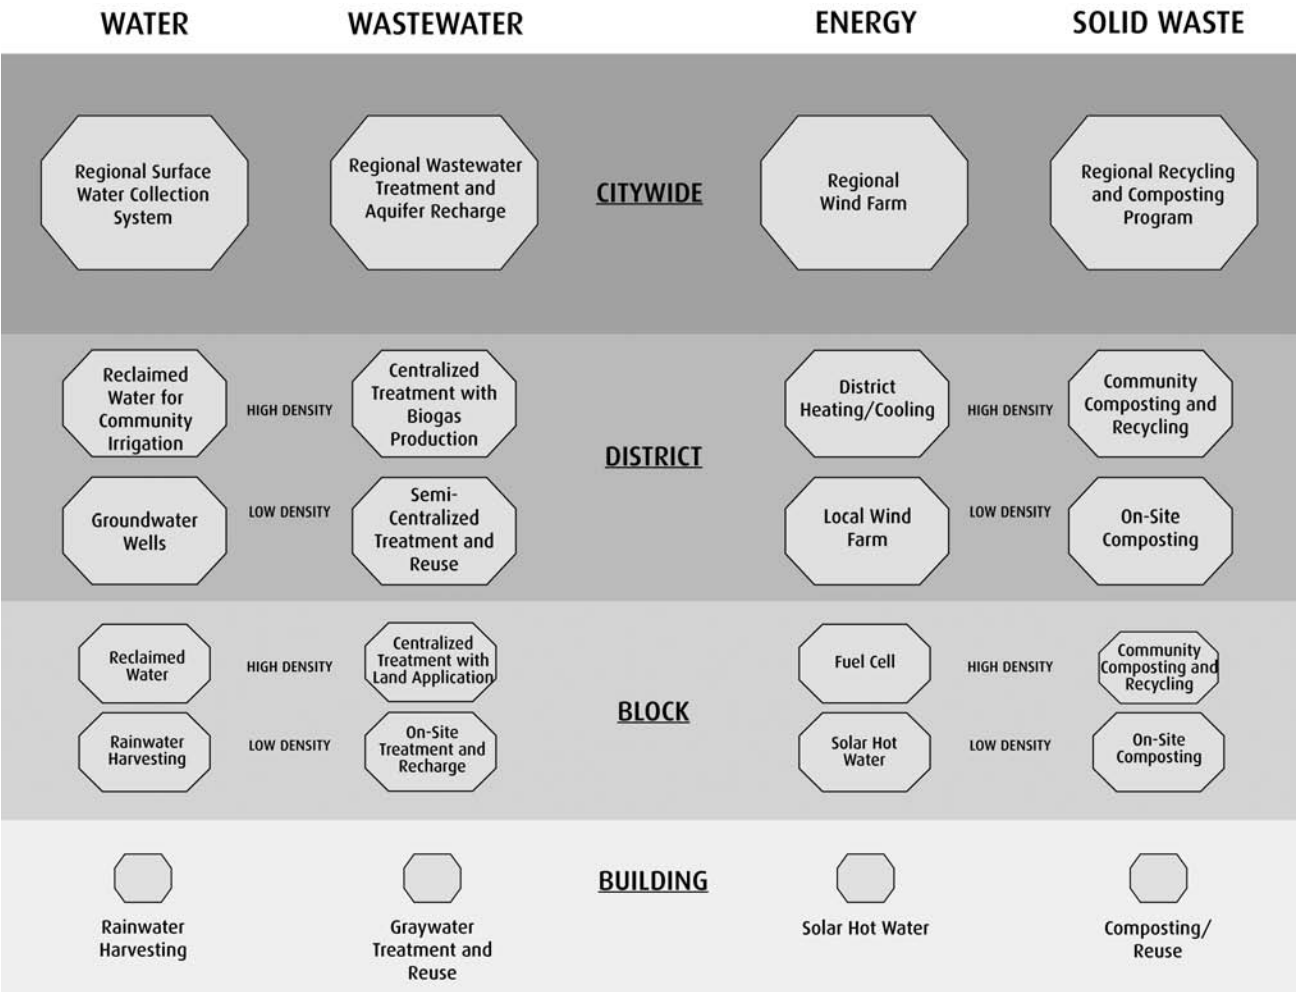 WATER
WASTEWATER
ENERGY
SOLID WASTE
Regional Surface
Water Collection
System
Regional Wastewater
Treatment and
Aquifer Recharge
CITYWIDE
Regional
Wind Farm
Regional Recycling
and Composting
Program
Reclaimed
Water for
Community
Irrigation
HIGH DENSITY
Centralized
Treatment with
Biogas
Production
District
Heating/Cooling
HIGH DENSITY
Community
Composting and
Recycling
DISTRICT
Groundwater
Wells
LOW DENSITY
Semi-
Centralized
Treatment and
Reuse
Local Wind
Farm
LOW DENSITY
On-Site
Composting
Reclaimed
Water
HIGH DENSITY
Centralized
Treatment with
Land Application
Fuel Cell
HIGH DENSITY
Community
Composting and
Recycling
BLOCK
Rainwater
Harvesting
LOW DENSITY
On-Site
Treatment and
Recharge
Solar Hot
Water
LOW DENSITY
On-Site
Composting
BUILDING
Rainwater
Harvesting
Graywater
Treatment and
Reuse
Solar Hot Water
Composting/
Reuse